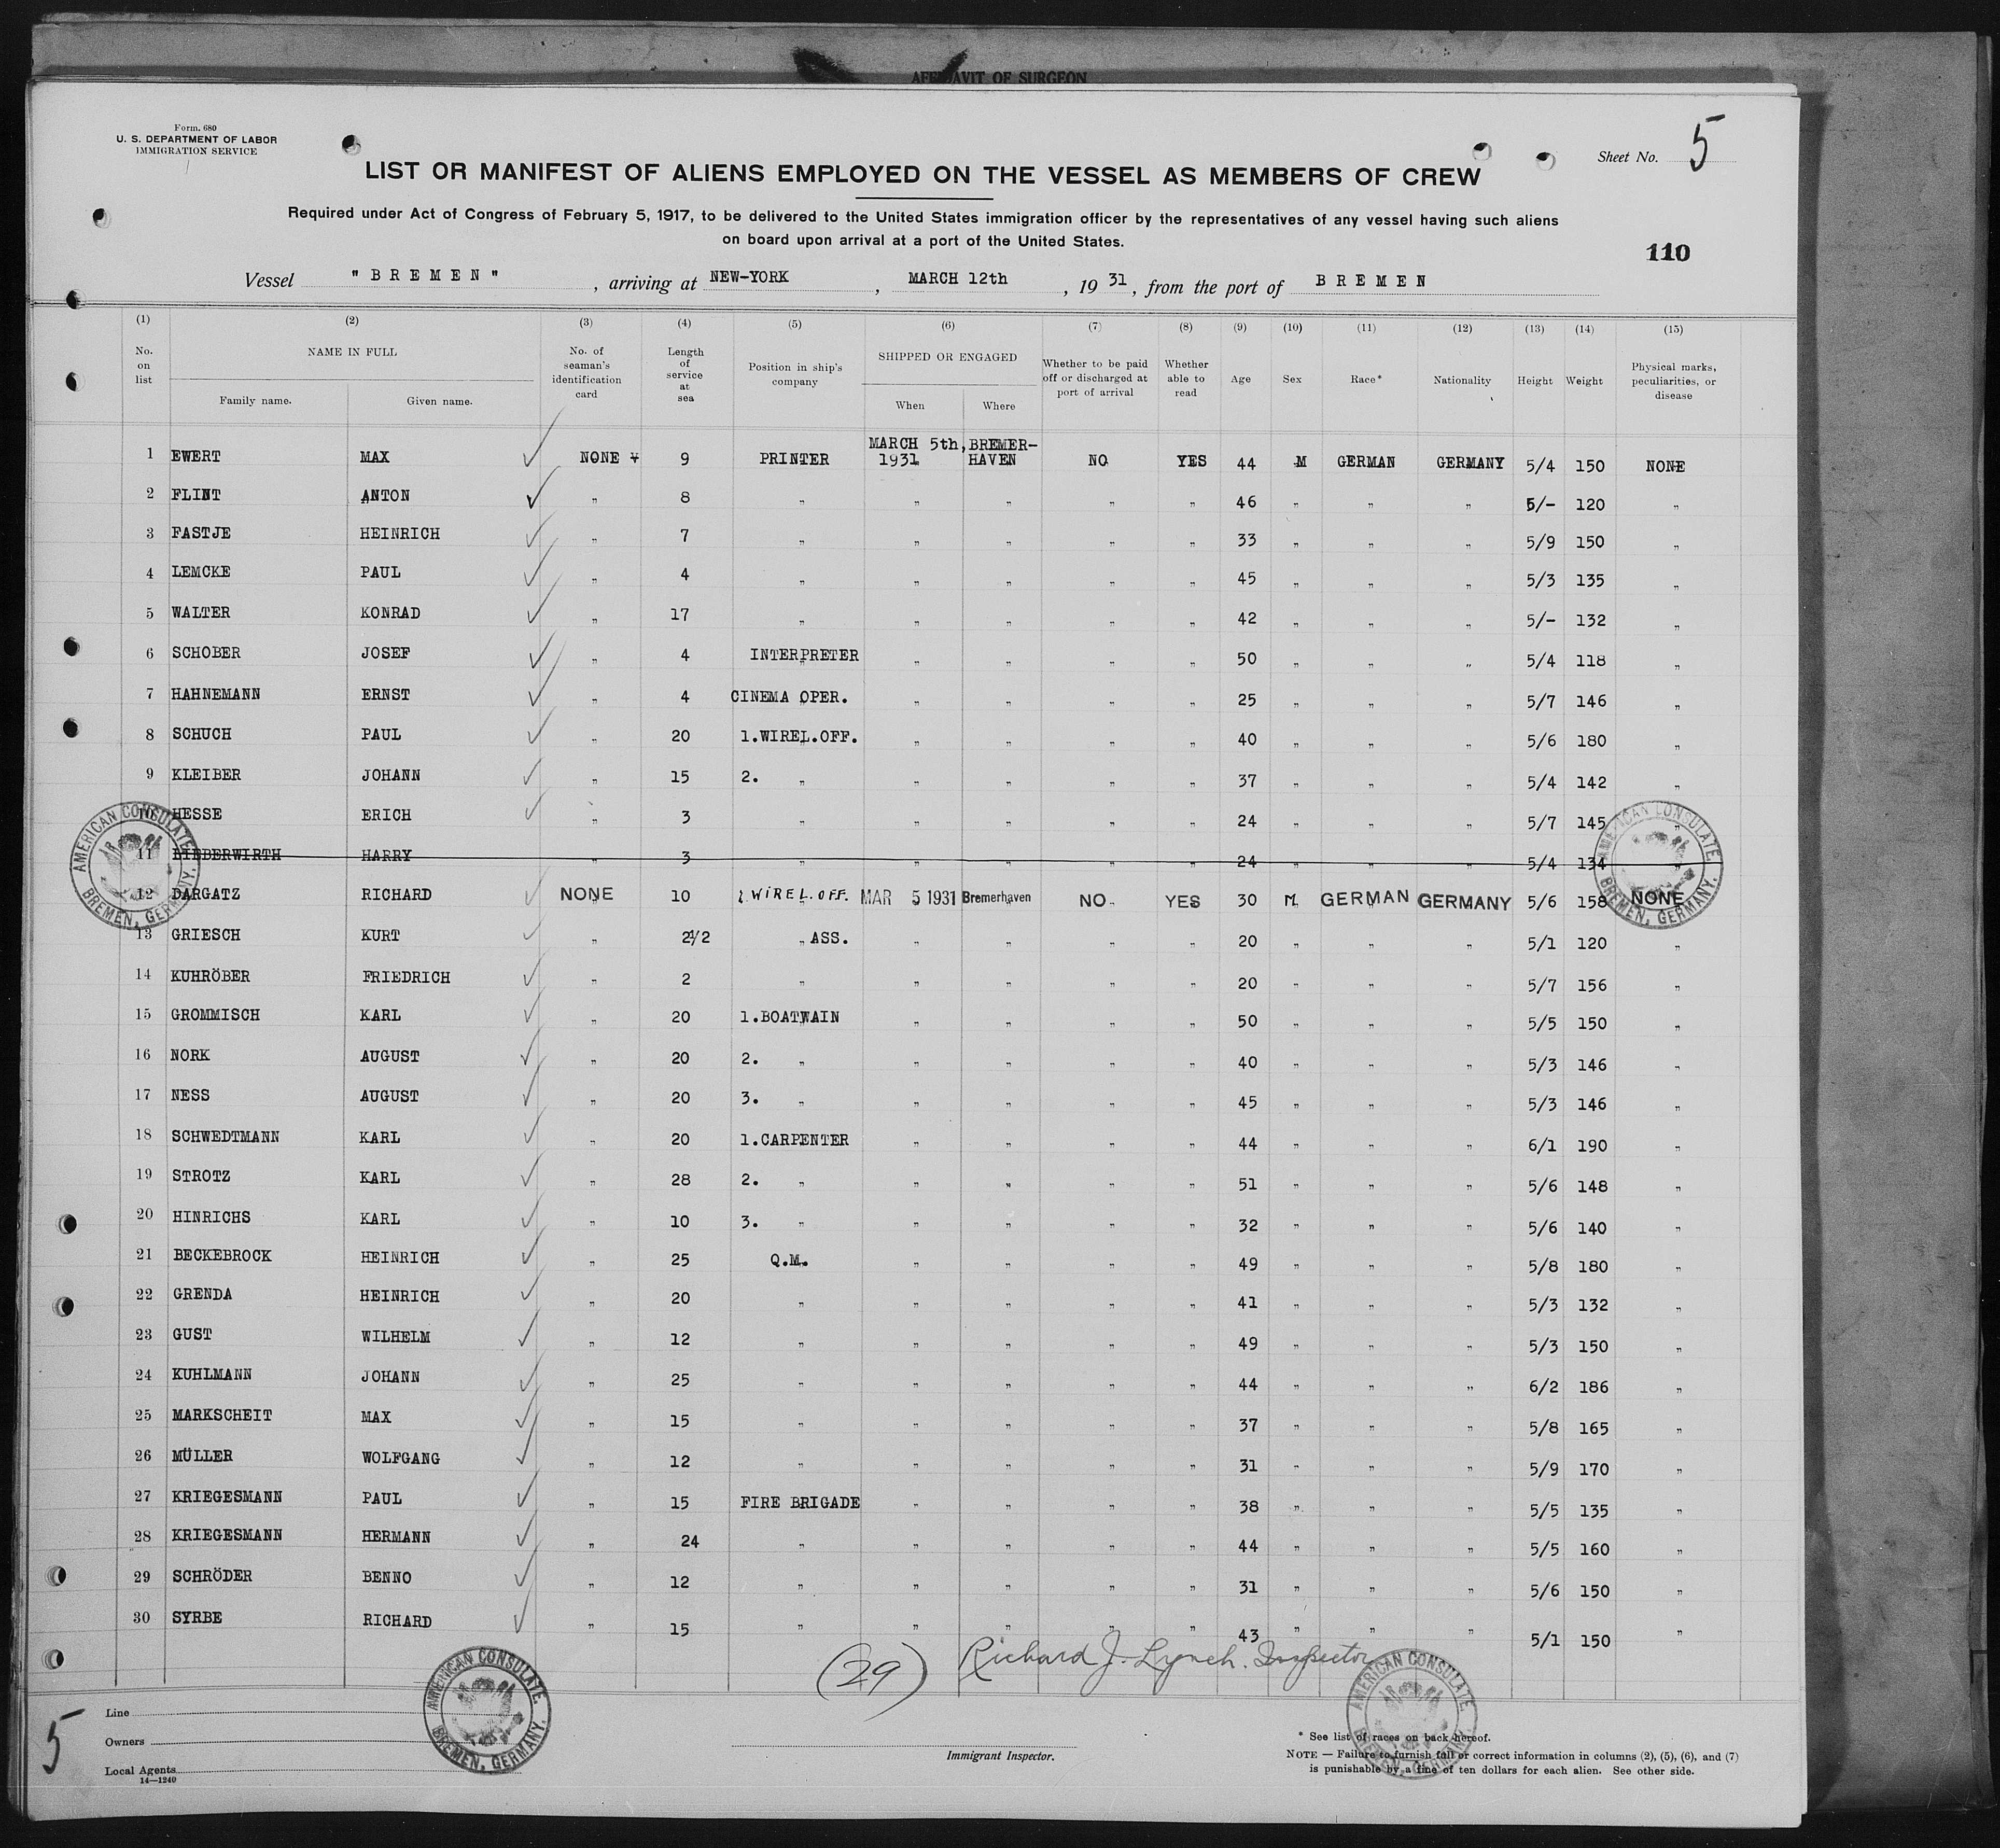 AFFIDAVIT OF SURGEON
Form. 680
U. S. DEPARTMENT OF LABOR
IMMIGRATION SERVICE
Sheet No. 5
LIST OR MANIFEST OF ALIENS EMPLOYED ON THE VESSEL AS MEMBERS OF CREW
Required under Act of Congress of February 5, 1917, to be delivered to the United States immigration officer by the representatives of any vessel having such aliens
on board upon arrival at a port of the United States.
110
Vessel "BREMEN", arriving at NEW-YORK, MARCH 12th, 1931, from the port of BREMEN
(1) (2) (3) (4) (5) (6) (7) (8) (9) (10) (11) (12) (13) (14) (15)
No. on list NAME IN FULL Family name. Given name. No. of seaman's identification card Length of service at sea Position in ship's company SHIPPED OR ENGAGED When Where Whether to be paid off or discharged at port of arrival Whether able to read Age Sex Race* Nationality Height Weight Physical marks, peculiarities, or disease
1 EWERT MAX NONE 9 PRINTER MARCH 5th, 1931 BREMER-HAVEN NO YES 44 M GERMAN GERMANY 5/4 150 NONE
2 FLINT ANTON " 8 " " " " " 46 " " " 5/- 120 "
3 FASTJE HEINRICH " 7 " " " " " 33 " " " 5/9 150 "
4 LEMCKE PAUL " 4 " " " " " 45 " " " 5/3 135 "
5 WALTER KONRAD " 17 " " " " " 42 " " " 5/- 132 "
6 SCHOBER JOSEF " 4 INTERPRETER " " " " 50 " " " 5/4 118 "
7 HAHNEMANN ERNST " 4 CINEMA OPER. " " " " 25 " " " 5/7 146 "
8 SCHUCH PAUL " 20 1.WIREL.OFF. " " " " 40 " " " 5/6 180 "
9 KLEIBER JOHANN " 15 2. " " " " " 37 " " " 5/4 142 "
10 HESSE ERICH " 3 " " " " " 24 " " " 5/7 145 "
11 BIEBERWIRTH HARRY " 3 " " " " " 24 " " " 5/4 134
12 DARGATZ RICHARD NONE 10 2 WIREL.OFF. MAR 5 1931 Bremerhaven NO YES 30 M GERMAN GERMANY 5/6 158 NONE
13 GRIESCH KURT " 2½ " ASS. " " " " 20 " " " 5/1 120 "
14 KUHRÖBER FRIEDRICH " 2 " " " " " 20 " " " 5/7 156 "
15 GROMMISCH KARL " 20 1.BOATWAIN " " " " 50 " " " 5/5 150 "
16 NORK AUGUST " 20 2. " " " " " 40 " " " 5/3 146 "
17 NESS AUGUST " 20 3. " " " " " 45 " " " 5/3 146 "
18 SCHWEDTMANN KARL " 20 1.CARPENTER " " " " 44 " " " 6/1 190 "
19 STROTZ KARL " 28 2. " " " " " 51 " " " 5/6 148 "
20 HINRICHS KARL " 10 3. " " " " " 32 " " " 5/6 140 "
21 BECKEBROCK HEINRICH " 25 Q.M. " " " " 49 " " " 5/8 180 "
22 GRENDA HEINRICH " 20 " " " " " 41 " " " 5/3 132 "
23 GUST WILHELM " 12 " " " " " 49 " " " 5/3 150 "
24 KUHLMANN JOHANN " 25 " " " " " 44 " " " 6/2 186 "
25 MARKSCHEIT MAX " 15 " " " " " 37 " " " 5/8 165 "
26 MÜLLER WOLFGANG " 12 " " " " " 31 " " " 5/9 170 "
27 KRIEGESMANN PAUL " 15 FIRE BRIGADE " " " " 38 " " " 5/5 135 "
28 KRIEGESMANN HERMANN " 24 " " " " " 44 " " " 5/5 160 "
29 SCHRÖDER BENNO " 12 " " " " " 31 " " " 5/6 150 "
30 SYRBE RICHARD " 15 " " " " " 43 " " " 5/1 150 "
AMERICAN CONSULATE. BREMEN, GERMANY.
AMERICAN CONSULATE. BREMEN, GERMANY.
(29) Richard J. Lynch. Inspector
AMERICAN CONSULATE. BREMEN, GERMANY.
AMERICAN CONSULATE. BREMEN, GERMANY.
5
Line
Owners
Local Agents
14—1240
Immigrant Inspector.
* See list of races on back hereof.
NOTE — Failure to furnish full or correct information in columns (2), (5), (6), and (7)
is punishable by a fine of ten dollars for each alien. See other side.